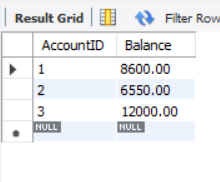 Result Grid Filter Row
AccountID Balance
1 8600.00
2 6550.00
3 12000.00
NULL NULL